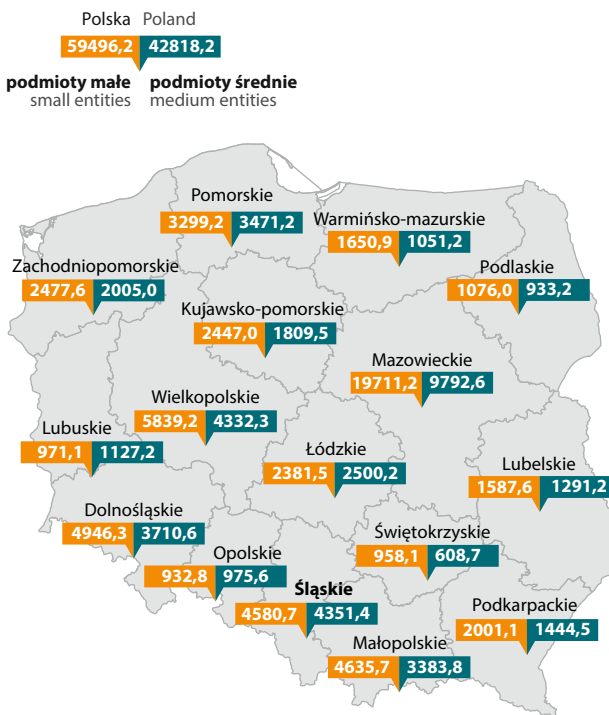 Polska Poland
59496,2 42818,2
podmioty małe podmioty średnie
small entities medium entities
Pomorskie
3299,2 3471,2
Warmińsko-mazurskie
1650,9 1051,2
Zachodniopomorskie
2477,6 2005,0
Podlaskie
1076,0 933,2
Kujawsko-pomorskie
2447,0 1809,5
Mazowieckie
19711,2 9792,6
Wielkopolskie
5839,2 4332,3
Lubuskie
971,1 1127,2
Łódzkie
2381,5 2500,2
Lubelskie
1587,6 1291,2
Dolnośląskie
4946,3 3710,6
Świętokrzyskie
958,1 608,7
Opolskie
932,8 975,6
Śląskie
4580,7 4351,4
Podkarpackie
2001,1 1444,5
Małopolskie
4635,7 3383,8